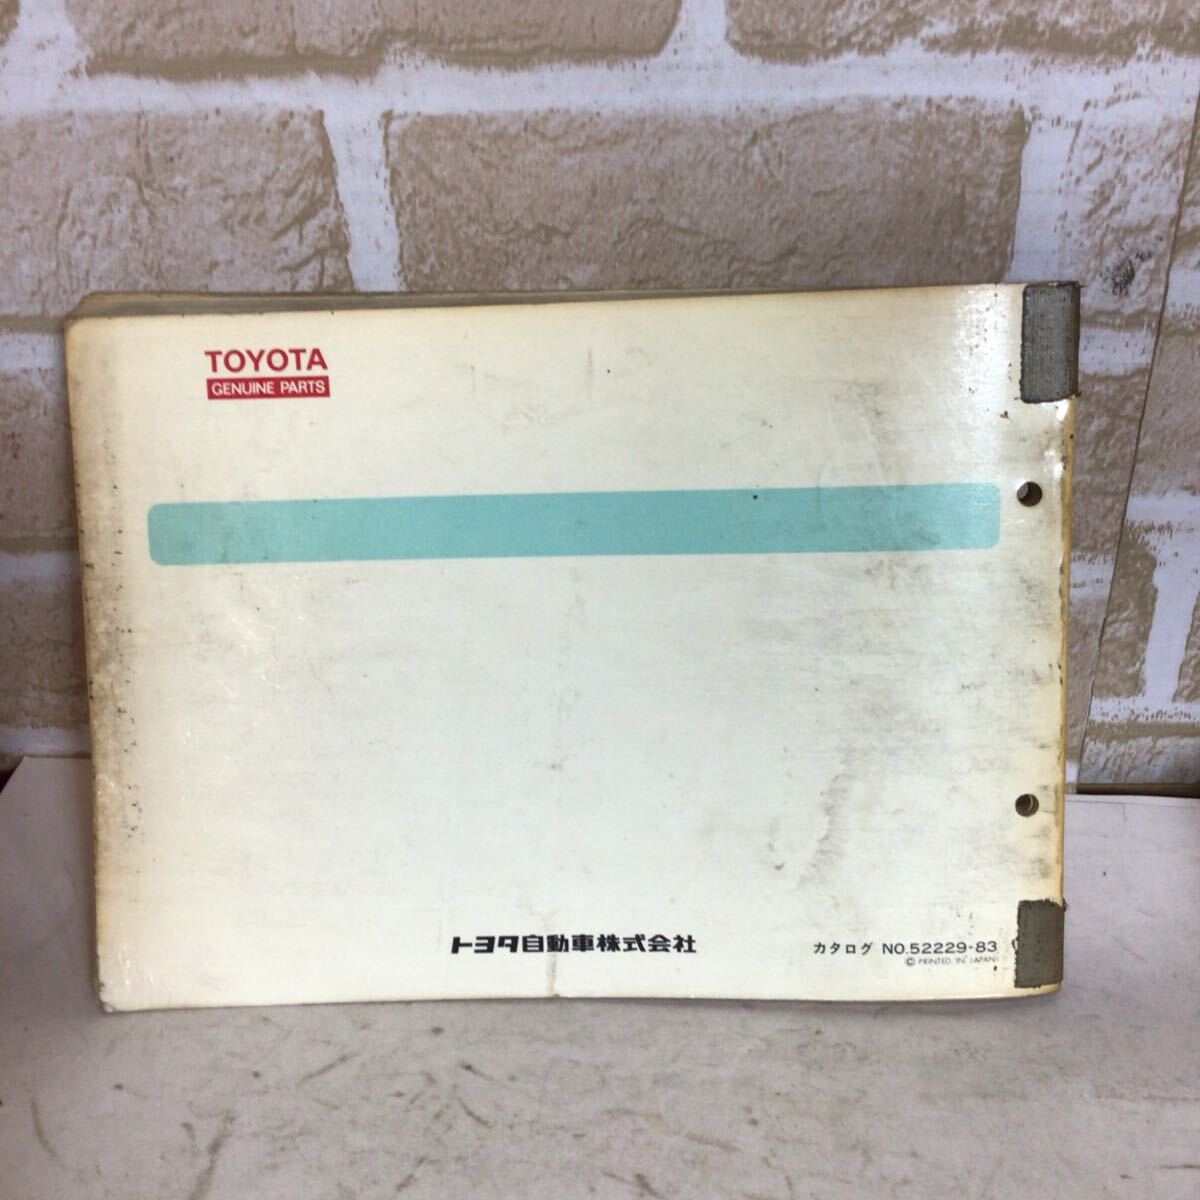 TOYOTA
GENUINE PARTS
トヨタ自動車株式会社
カタログ NO.52229-83
© PRINTED IN JAPAN